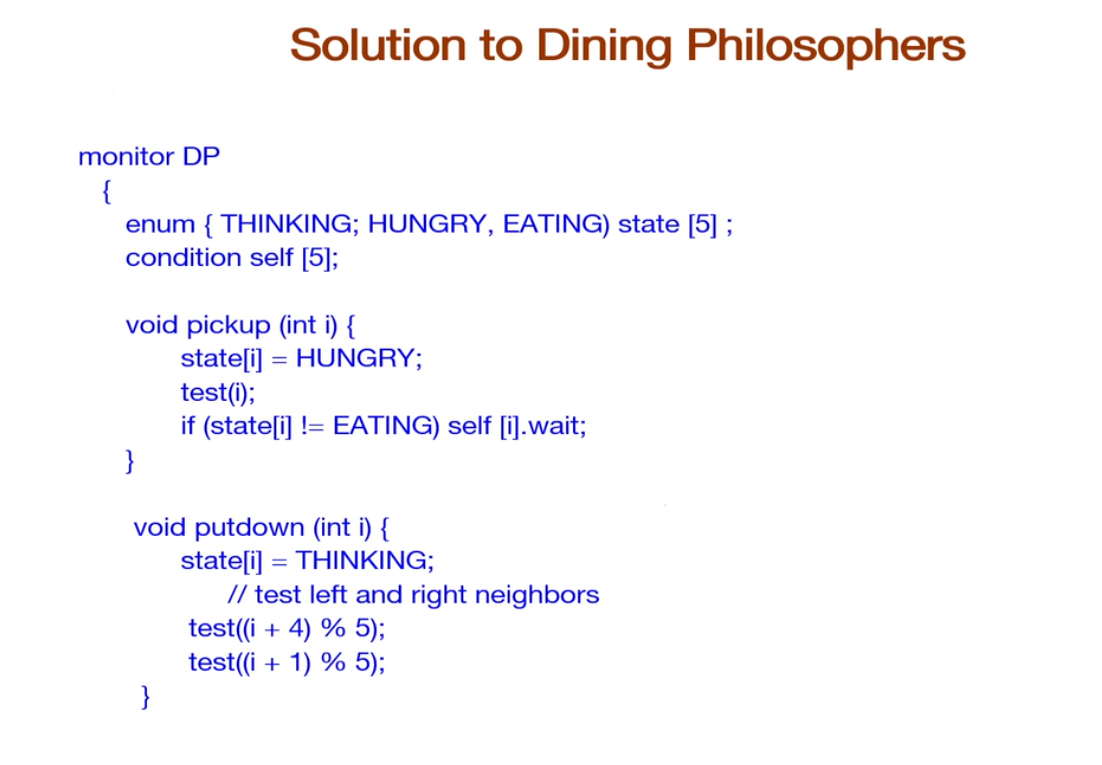 Solution to Dining Philosophers
monitor DP
{
enum { THINKING; HUNGRY, EATING) state [5] ;
condition self [5];
void pickup (int i) {
state[i] = HUNGRY;
test(i);
if (state[i] != EATING) self [i].wait;
}
void putdown (int i) {
state[i] = THINKING;
// test left and right neighbors
test((i + 4) % 5);
test((i + 1) % 5);
}